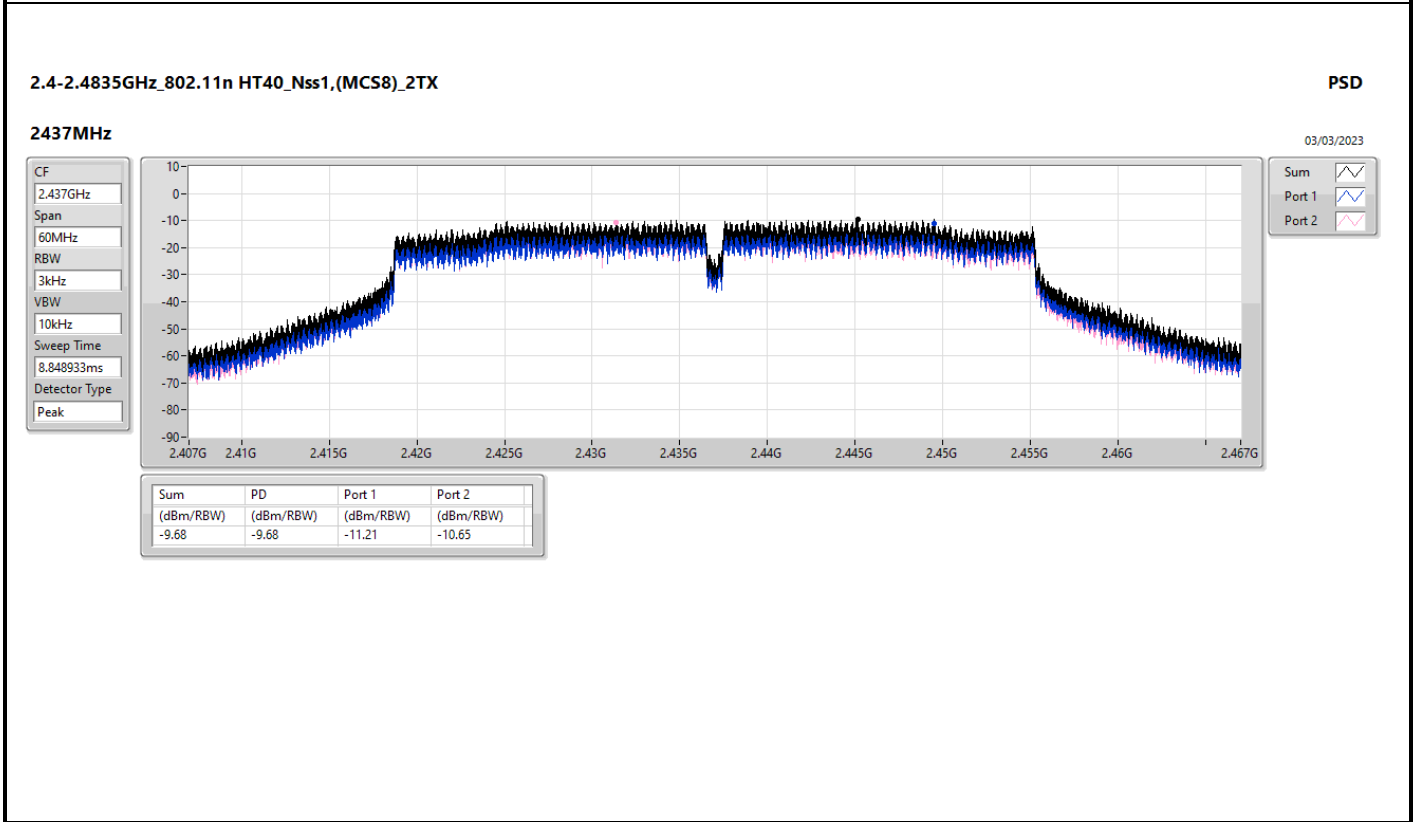 2.4-2.4835GHz_802.11n HT40_Nss1,(MCS8)_2TX
PSD
2437MHz
03/03/2023
CF
2.437GHz
Span
60MHz
RBW
3kHz
VBW
10kHz
Sweep Time
8.848933ms
Detector Type
Peak
10
0
-10
-20
-30
-40
-50
-60
-70
-80
-90
2.407G 2.41G 2.415G 2.42G 2.425G 2.43G 2.435G 2.44G 2.445G 2.45G 2.455G 2.46G 2.467G
Sum
Port 1
Port 2
Sum PD Port 1 Port 2
(dBm/RBW) (dBm/RBW) (dBm/RBW) (dBm/RBW)
-9.68 -9.68 -11.21 -10.65